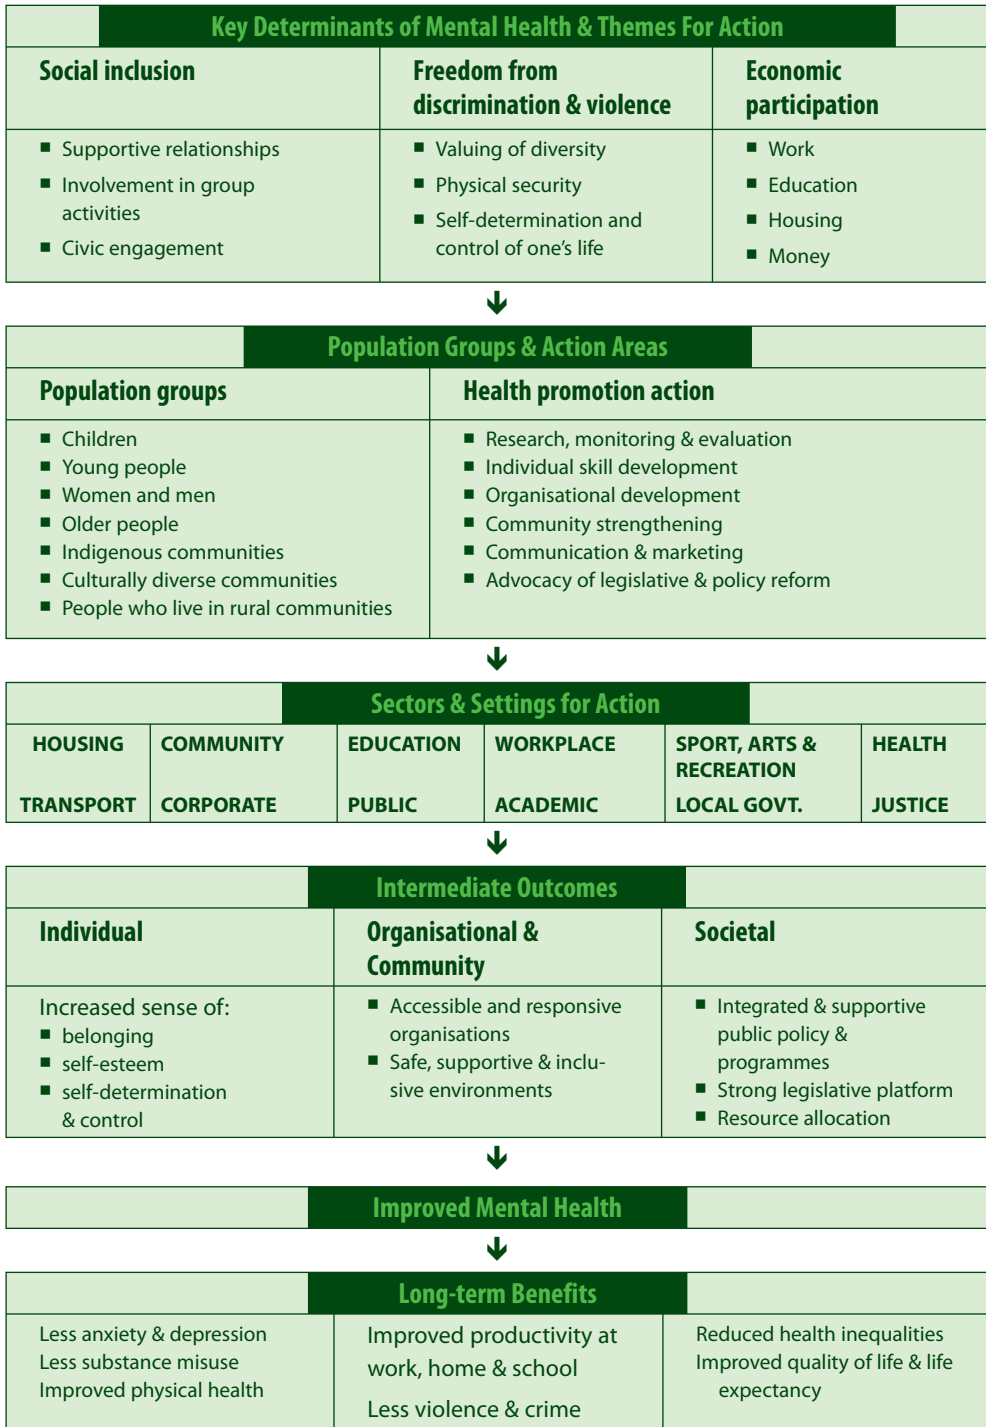 Key Determinants of Mental Health & Themes For Action
Social inclusion
Supportive relationships
Involvement in group
activities
Civic engagement
Freedom from
discrimination & violence
Valuing of diversity
Physical security
Self-determination and
control of one's life
Economic
participation
Work
Education
Housing
Money
Population Groups & Action Areas
Population groups
Children
Young people
Women and men
Older people
Indigenous communities
Culturally diverse communities
People who live in rural communities
Health promotion action
Research, monitoring & evaluation
Individual skill development
Organisational development
Community strengthening
Communication & marketing
Advocacy of legislative & policy reform
Sectors & Settings for Action
HOUSING
TRANSPORT
COMMUNITY
CORPORATE
EDUCATION
PUBLIC
WORKPLACE
ACADEMIC
SPORT, ARTS &
RECREATION
LOCAL GOVT.
HEALTH
JUSTICE
Intermediate Outcomes
Individual
Increased sense of:
belonging
self-esteem
self-determination
& control
Organisational &
Community
Accessible and responsive
organisations
Safe, supportive & inclu-
sive environments
Societal
Integrated & supportive
public policy &
programmes
Strong legislative platform
Resource allocation
Improved Mental Health
Long-term Benefits
Less anxiety & depression
Less substance misuse
Improved physical health
Improved productivity at
work, home & school
Less violence & crime
Reduced health inequalities
Improved quality of life & life
expectancy